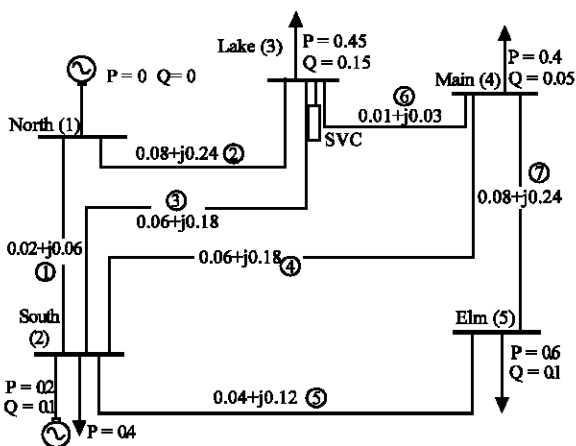 Lake (3)
P = 0.45
Q = 0.15
P = 0 Q= 0
P = 0.4
Q = 0.05
Main (4)
⑥
0.01+j0.03
SVC
North (1)
0.08+j0.24 ②
⑦
0.08+j0.24
③
0.06+j0.18
0.02+j0.06
①
0.06+j0.18 ④
South
(2)
Elm (5)
P = 0.2
Q = 0.1
P = 0.4
0.04+j0.12 ⑤
P = 0.6
Q = 0.1